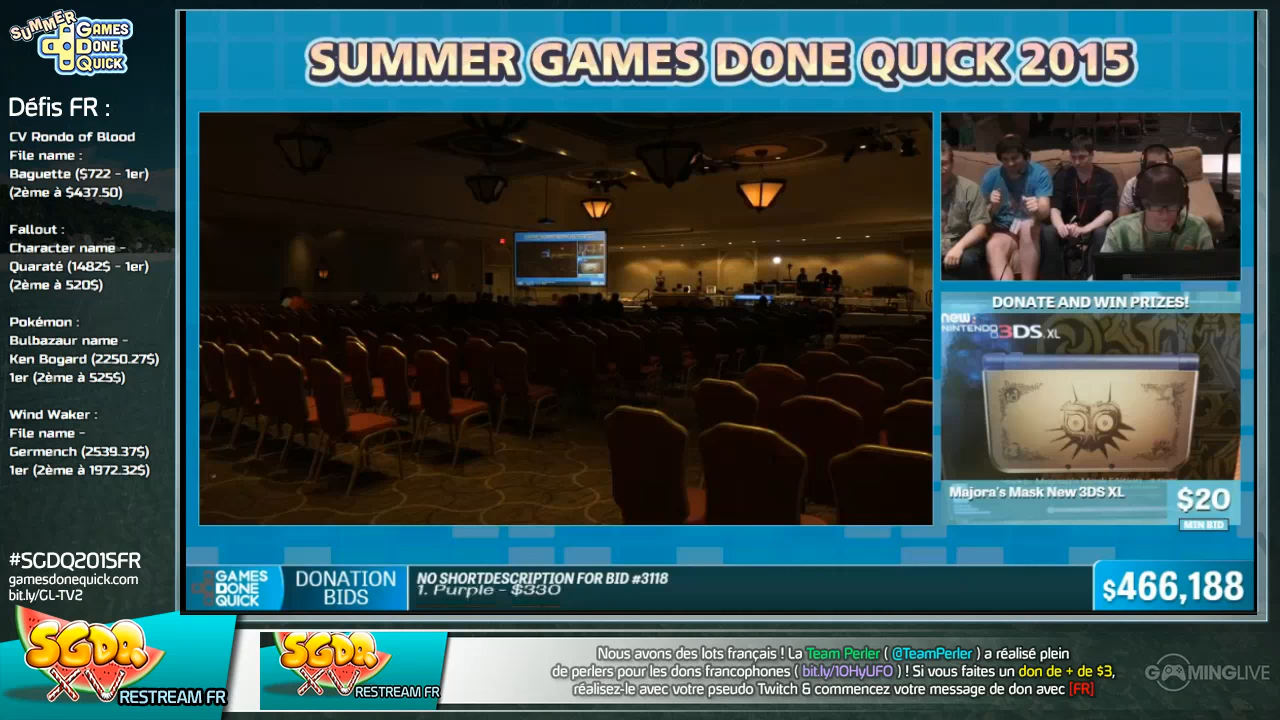 SUMMER
GAMES
DONE
QUICK
Défis FR :
CV Rondo of Blood
File name :
Baguette ($722 - 1er)
(2ème à $437.50)
Fallout :
Character name -
Quaraté (1482$ - 1er)
(2ème à 520$)
Pokémon :
Bulbazaur name -
Ken Bogard (2250.27$)
1er (2ème à 525$)
Wind Waker :
File name -
Germench (2539.37$)
1er (2ème à 1972.32$)
#SGDQ2015FR
gamesdonequick.com
bit.ly/GL-TV2
SUMMER GAMES DONE QUICK 2015
DONATE AND WIN PRIZES!
new
NINTENDO 3DS XL
Majora's Mask New 3DS XL
$20
MIN BID
GAMES
DONE
QUICK
DONATION
BIDS
NO SHORTDESCRIPTION FOR BID #3118
1. Purple - $330
$466,188
SGDQ
XV
RESTREAM FR
SGDQ
XV
RESTREAM FR
Nous avons des lots français ! La Team Perler ( @TeamPerler ) a réalisé plein
de perlers pour les dons francophones ( bit.ly/1OHyUFO ) ! Si vous faites un don de + de $3,
réalisez-le avec votre pseudo Twitch & commencez votre message de don avec [FR]
GAMINGLIVE